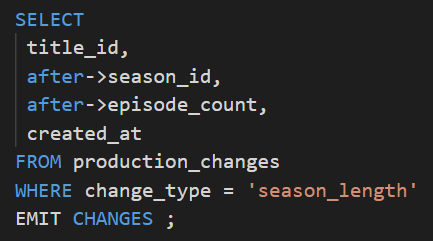 SELECT
title_id,
after->season_id,
after->episode_count,
created_at
FROM production_changes
WHERE change_type = 'season_length'
EMIT CHANGES ;